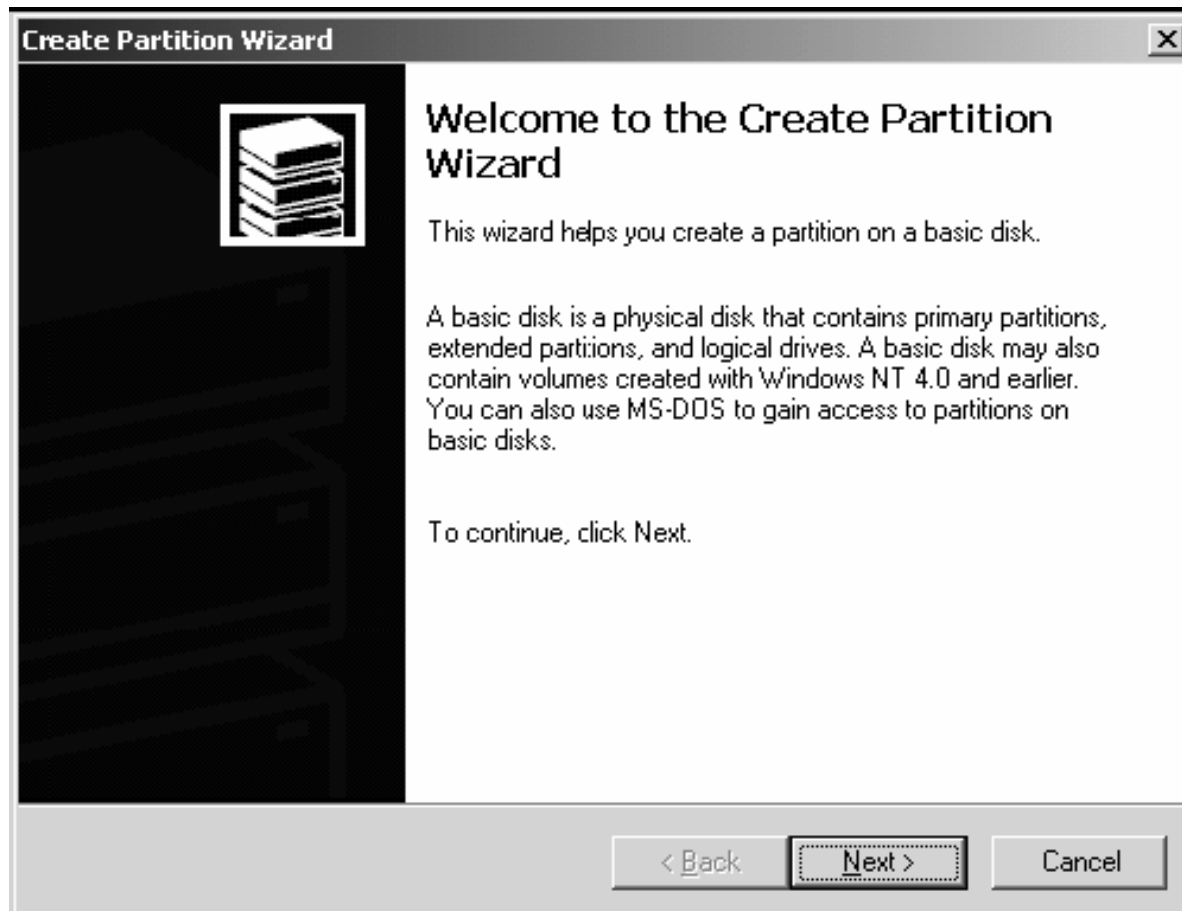 Create Partition Wizard
Welcome to the Create Partition
Wizard
This wizard helps you create a partition on a basic disk.
A basic disk is a physical disk that contains primary partitions,
extended partitions, and logical drives. A basic disk may also
contain volumes created with Windows NT 4.0 and earlier.
You can also use MS-DOS to gain access to partitions on
basic disks.
To continue, click Next.
< Back Next > Cancel